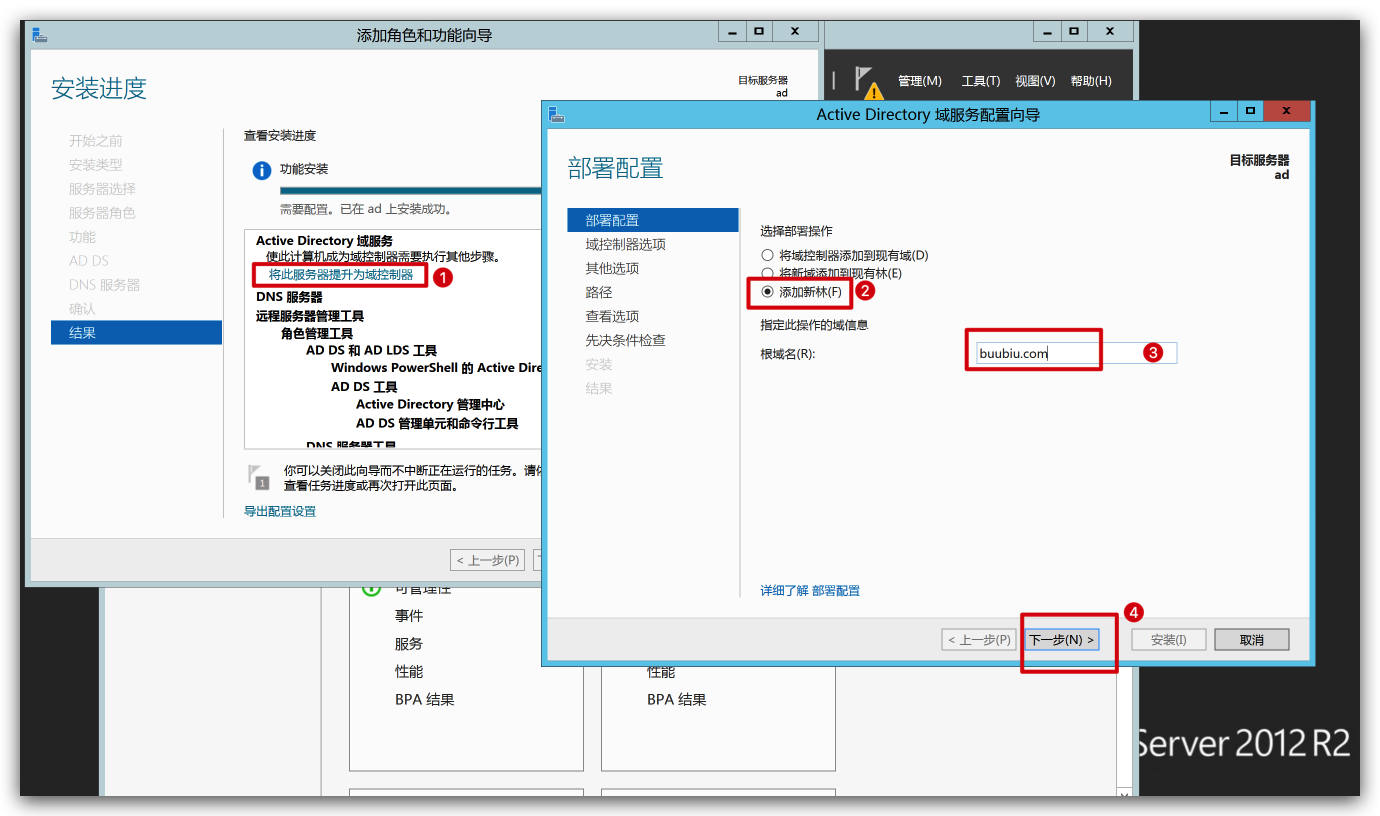 添加角色和功能向导
安装进度
目标服务器
ad
开始之前
安装类型
服务器选择
服务器角色
功能
AD DS
DNS 服务器
确认
结果
查看安装进度
功能安装
需要配置。已在 ad 上安装成功。
Active Directory 域服务
使此计算机成为域控制器需要执行其他步骤。
将此服务器提升为域控制器
1
DNS 服务器
远程服务器管理工具
角色管理工具
AD DS 和 AD LDS 工具
Windows PowerShell 的 Active Dire
AD DS 工具
Active Directory 管理中心
AD DS 管理单元和命令行工具
DNS 服务器工具
1
你可以关闭此向导而不中断正在运行的任务。请
查看任务进度或再次打开此页面。
导出配置设置
< 上一步(P)
管理(M) 工具(T) 视图(V) 帮助(H)
Active Directory 域服务配置向导
部署配置
目标服务器
ad
部署配置
域控制器选项
其他选项
路径
查看选项
先决条件检查
安装
结果
选择部署操作
将域控制器添加到现有域(D)
将新域添加到现有林(E)
添加新林(F)
2
指定此操作的域信息
根域名(R):
buubiu.com
3
详细了解 部署配置
4
< 上一步(P)
下一步(N) >
安装(I)
取消
可管理性
事件
服务
性能
BPA 结果
性能
BPA 结果
Server 2012 R2